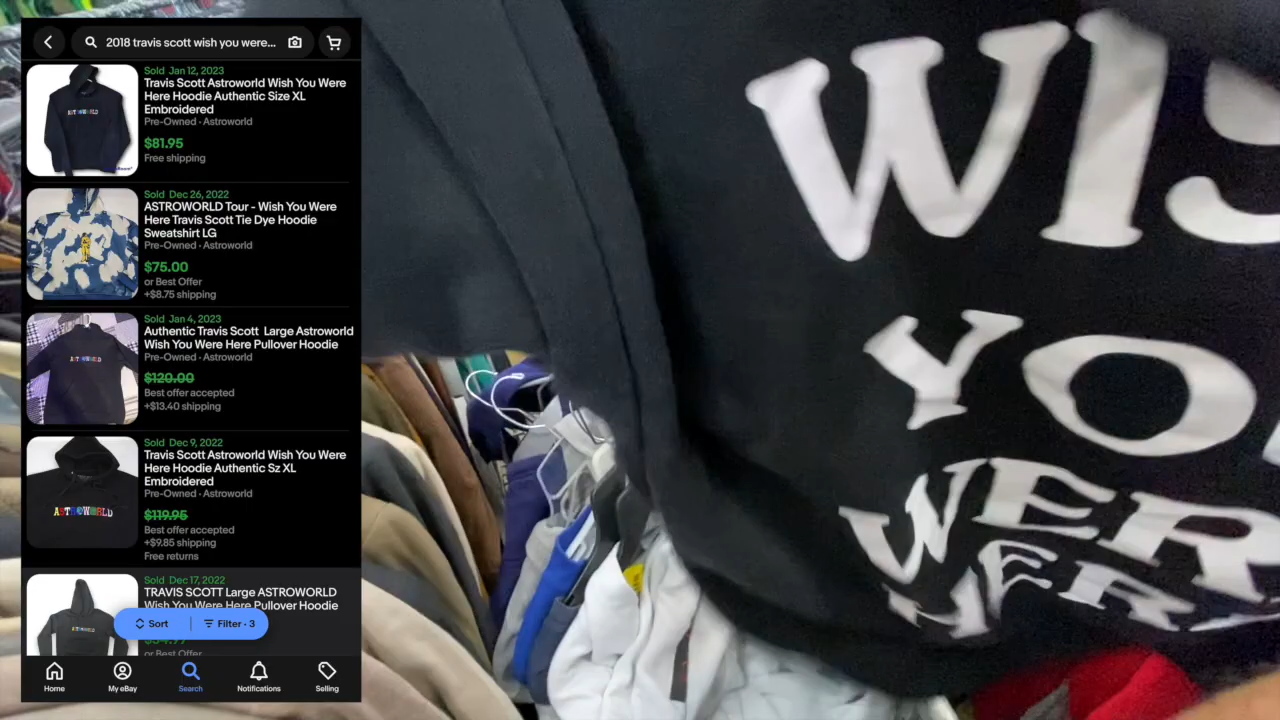 2018 travis scott wish you were...
Sold Jan 12, 2023
Travis Scott Astroworld Wish You Were
Here Hoodie Authentic Size XL
Embroidered
Pre-Owned · Astroworld
$81.95
Free shipping
Sold Dec 26, 2022
ASTROWORLD Tour - Wish You Were
Here Travis Scott Tie Dye Hoodie
Sweatshirt LG
Pre-Owned · Astroworld
$75.00
or Best Offer
+$8.75 shipping
Sold Jan 4, 2023
Authentic Travis Scott Large Astroworld
Wish You Were Here Pullover Hoodie
Pre-Owned · Astroworld
$120.00
Best offer accepted
+$13.40 shipping
Sold Dec 9, 2022
Travis Scott Astroworld Wish You Were
Here Hoodie Authentic Sz XL
Embroidered
Pre-Owned · Astroworld
$119.95
Best offer accepted
+$9.85 shipping
Free returns
ASTROWORLD
Sold Dec 17, 2022
TRAVIS SCOTT Large ASTROWORLD
Wish You Were Here Pullover Hoodie
or Best Offer
Sort
Filter · 3
Home
My eBay
Search
Notifications
Selling
WIS
YO
WER